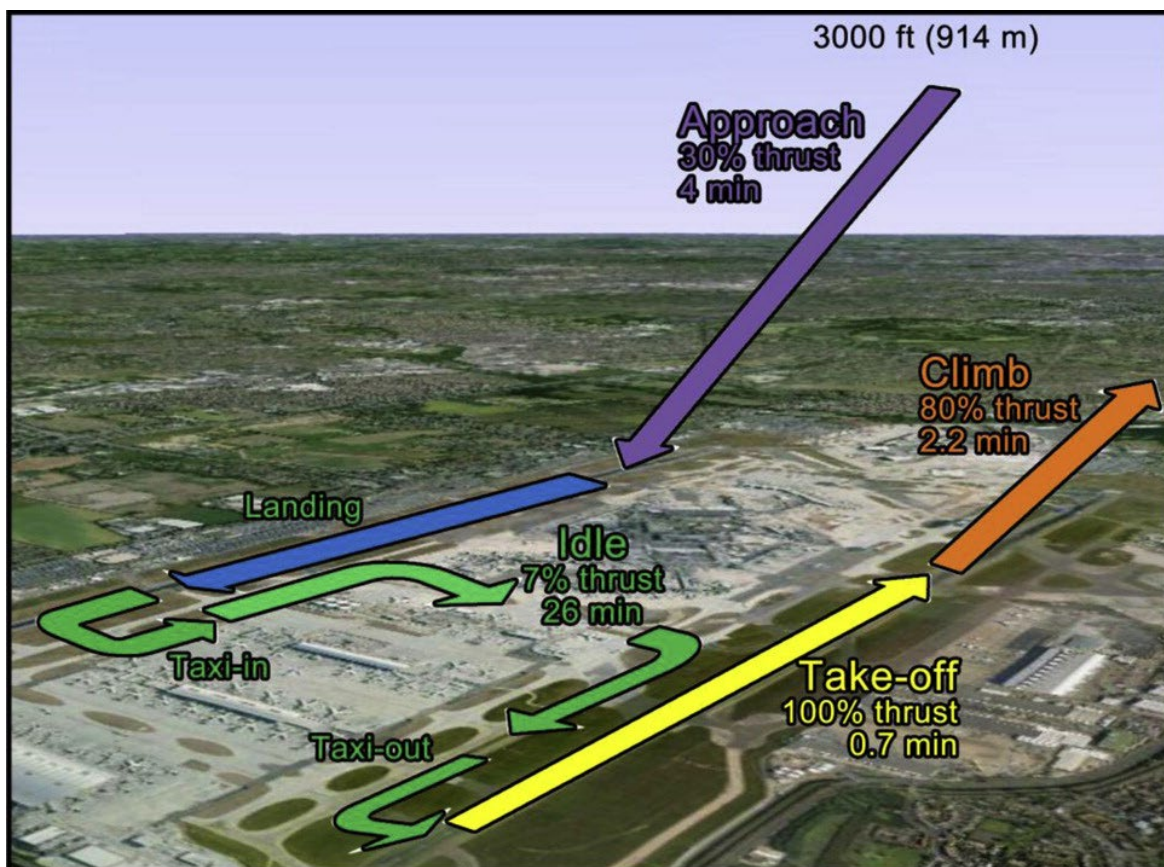 3000 ft (914 m)
Approach
30% thrust
4 min
Climb
80% thrust
2.2 min
Landing
Idle
7% thrust
26 min
Taxi-in
Take-off
100% thrust
0.7 min
Taxi-out